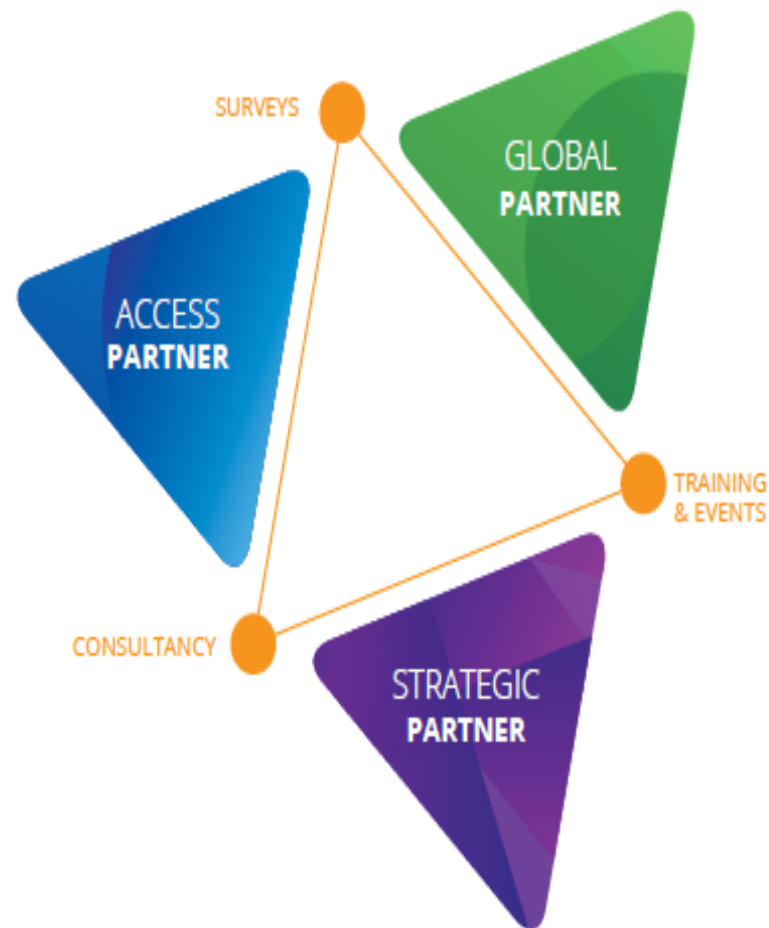 SURVEYS
GLOBAL
PARTNER
ACCESS
PARTNER
TRAINING
& EVENTS
CONSULTANCY
STRATEGIC
PARTNER